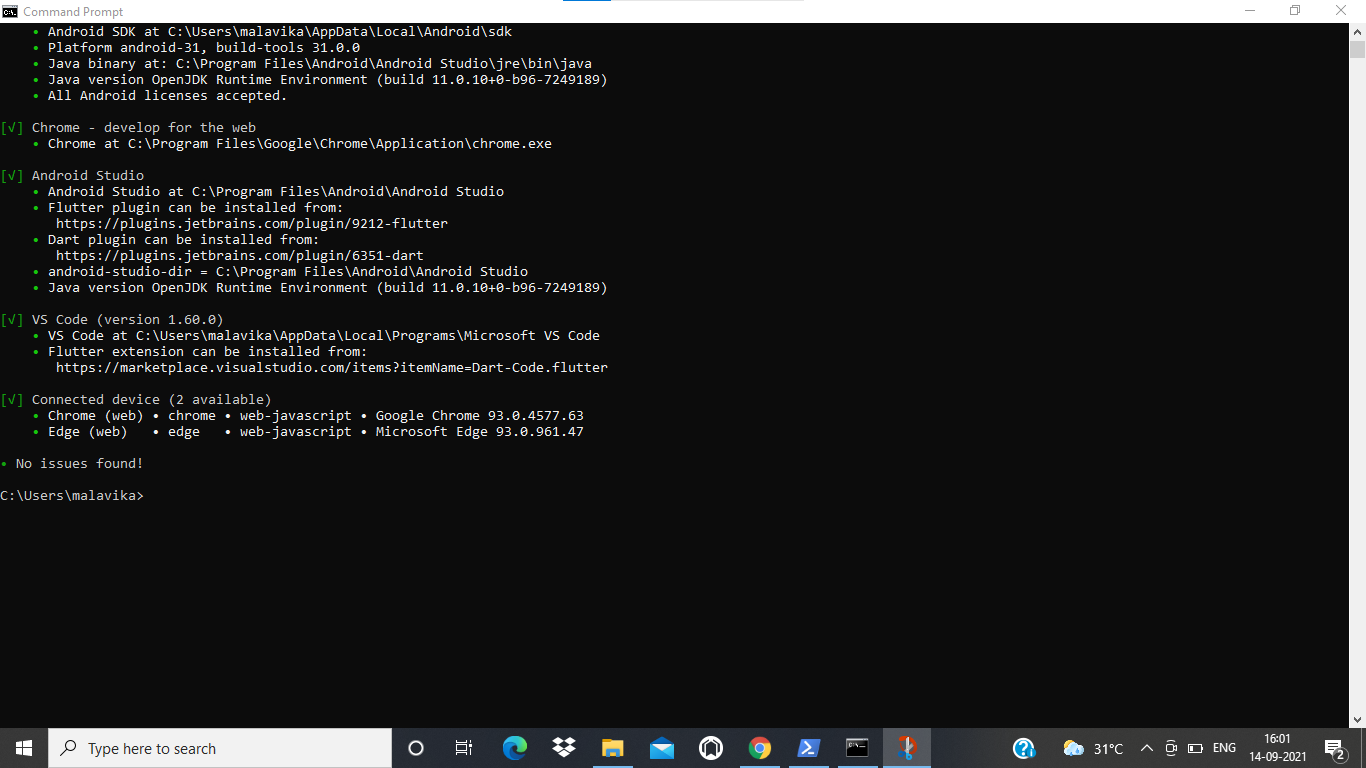 Command Prompt
• Android SDK at C:\Users\malavika\AppData\Local\Android\sdk
• Platform android-31, build-tools 31.0.0
• Java binary at: C:\Program Files\Android\Android Studio\jre\bin\java
• Java version OpenJDK Runtime Environment (build 11.0.10+0-b96-7249189)
• All Android licenses accepted.
[√] Chrome - develop for the web
• Chrome at C:\Program Files\Google\Chrome\Application\chrome.exe
[√] Android Studio
• Android Studio at C:\Program Files\Android\Android Studio
• Flutter plugin can be installed from:
https://plugins.jetbrains.com/plugin/9212-flutter
• Dart plugin can be installed from:
https://plugins.jetbrains.com/plugin/6351-dart
• android-studio-dir = C:\Program Files\Android\Android Studio
• Java version OpenJDK Runtime Environment (build 11.0.10+0-b96-7249189)
[√] VS Code (version 1.60.0)
• VS Code at C:\Users\malavika\AppData\Local\Programs\Microsoft VS Code
• Flutter extension can be installed from:
https://marketplace.visualstudio.com/items?itemName=Dart-Code.flutter
[√] Connected device (2 available)
• Chrome (web) • chrome • web-javascript • Google Chrome 93.0.4577.63
• Edge (web) • edge • web-javascript • Microsoft Edge 93.0.961.47
• No issues found!
C:\Users\malavika>
Type here to search
31°C
ENG
16:01
14-09-2021
2